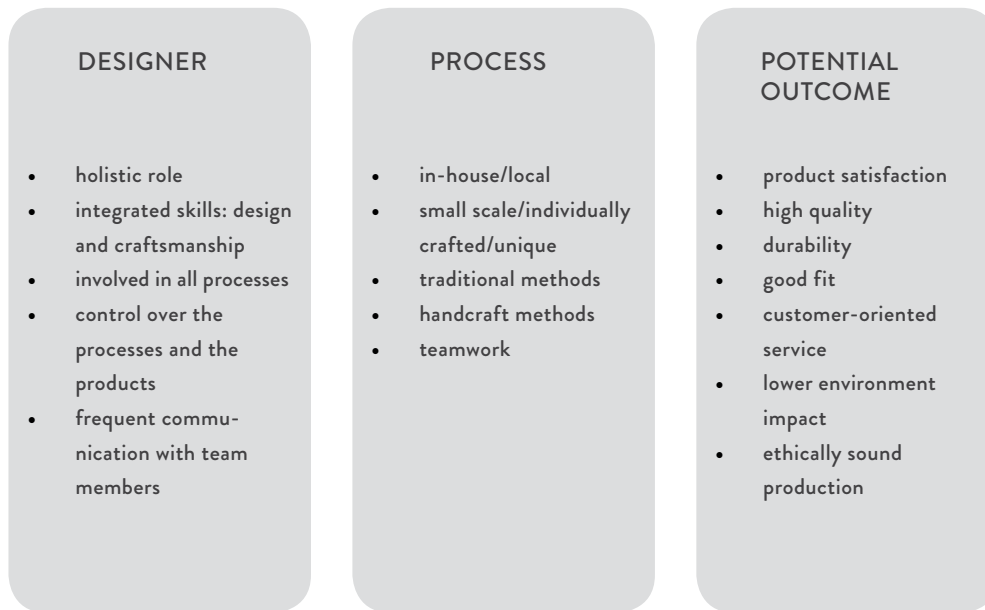 DESIGNER
• holistic role
• integrated skills: design
and craftsmanship
• involved in all processes
• control over the
processes and the
products
• frequent commu-
nication with team
members
PROCESS
• in-house/local
• small scale/individually
crafted/unique
• traditional methods
• handcraft methods
• teamwork
POTENTIAL
OUTCOME
• product satisfaction
• high quality
• durability
• good fit
• customer-oriented
service
• lower environment
impact
• ethically sound
production